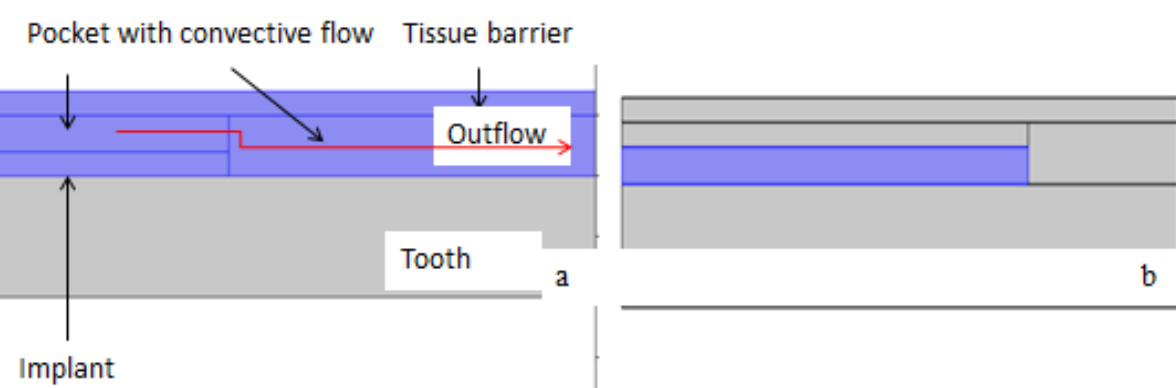 Pocket with convective flow Tissue barrier
Outflow
Tooth
a
b
Implant